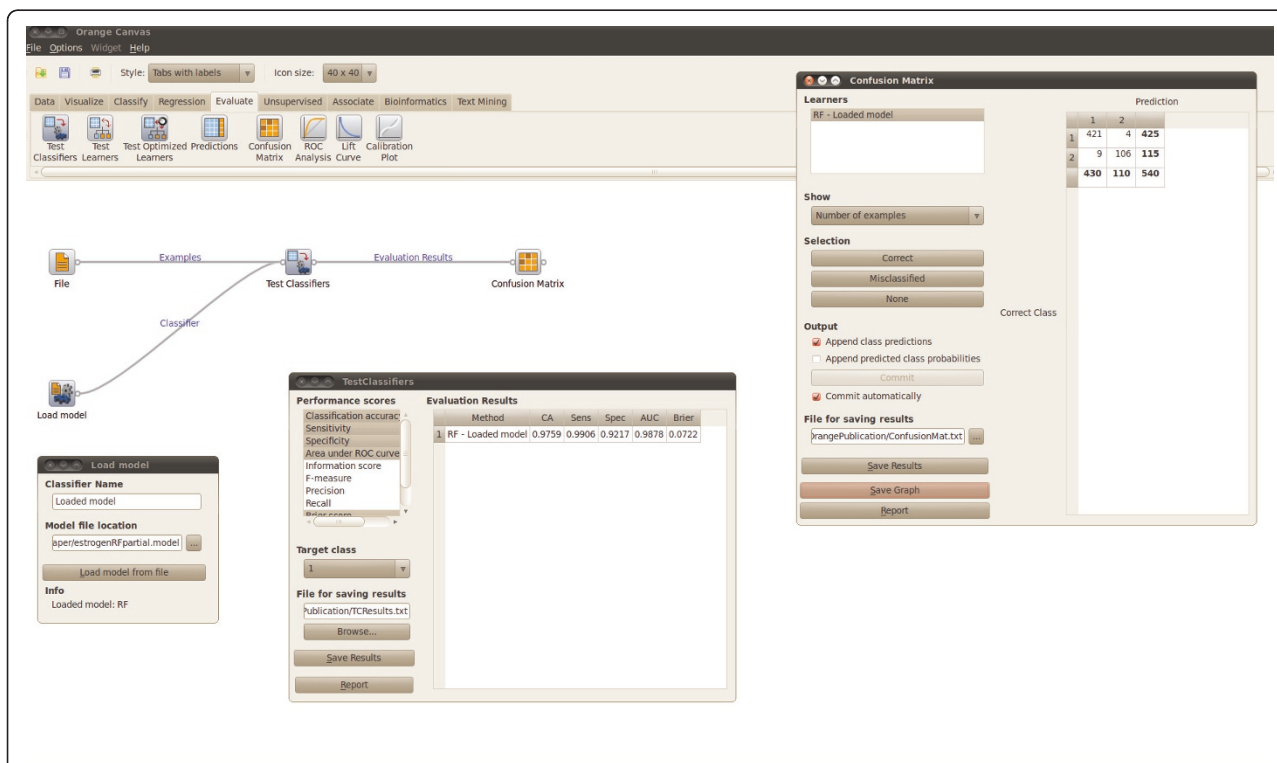 Orange Canvas
File Options Widget Help
Style: Tabs with labels Icon size: 40 x 40
Data Visualize Classify Regression Evaluate Unsupervised Associate Bioinformatics Text Mining
Test Classifiers
Test Learners
Test Optimized Learners
Predictions
Confusion Matrix
ROC Analysis
Lift Curve
Calibration Plot
Examples
Evaluation Results
File
Test Classifiers
Confusion Matrix
Classifier
Load model
Load model
Classifier Name
Loaded model
Model file location
aper/estrogenRFpartial.model ...
Load model from file
Info
Loaded model: RF
TestClassifiers
Performance scores
Classification accurac
Sensitivity
Specificity
Area under ROC curve
Information score
F-measure
Precision
Recall
Brier score
Target class
1
File for saving results
Publication/TCResults.txt
Browse...
Save Results
Report
Evaluation Results
Method CA Sens Spec AUC Brier
1 RF - Loaded model 0.9759 0.9906 0.9217 0.9878 0.0722
Confusion Matrix
Learners
RF - Loaded model
Show
Number of examples
Selection
Correct
Misclassified
None
Output
Append class predictions
Append predicted class probabilities
Commit
Commit automatically
File for saving results
rangePublication/ConfusionMat.txt ...
Save Results
Save Graph
Report
Correct Class
Prediction
1 2
1 421 4 425
2 9 106 115
430 110 540